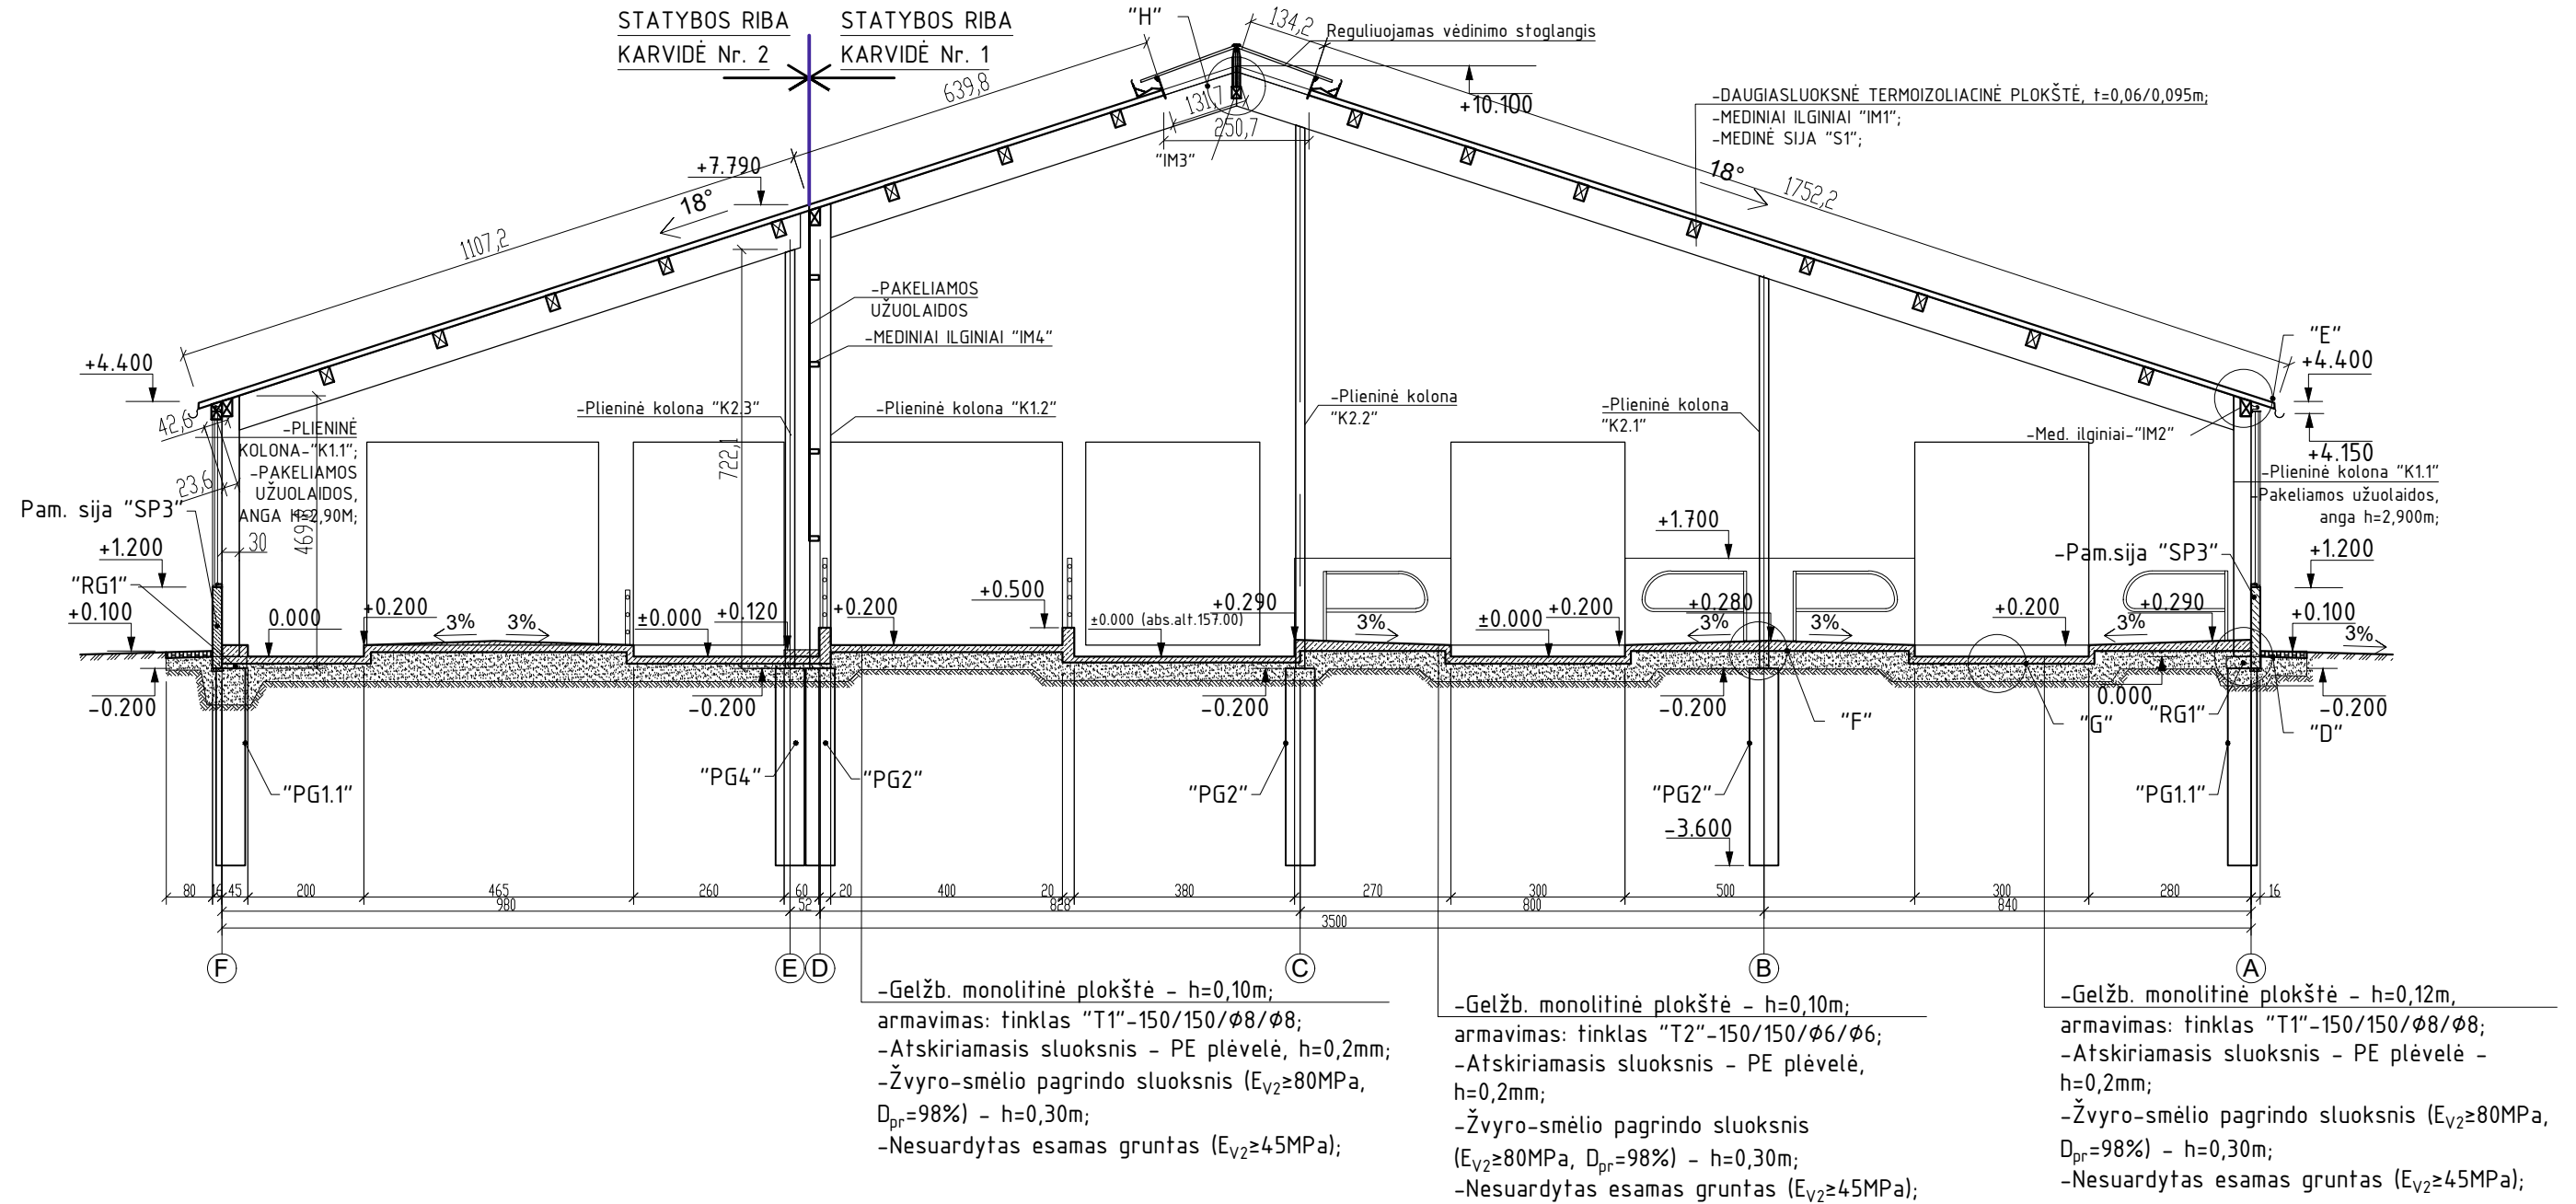 STATYBOS RIBA
KARVIDĖ Nr. 2
STATYBOS RIBA
KARVIDĖ Nr. 1
"H"
134,2
Reguliuojamas vėdinimo stoglangis
639,8
+10.100
131,7
250,7
"IM3"
-DAUGIASLUOKSNĖ TERMOIZOLIACINĖ PLOKŠTĖ, t=0,06/0,095m;
-MEDINIAI ILGINIAI "IM1";
-MEDINĖ SIJA "S1";
+7.790
18°
18°
1752,2
1107,2
-PAKELIAMOS
UŽUOLAIDOS
-MEDINIAI ILGINIAI "IM4"
"E"
+4.400
+4.400
42,6
-PLIENINĖ
KOLONA-"K1.1";
-PAKELIAMOS
UŽUOLAIDOS,
ANGA H=2,90M;
-Plieninė kolona "K2.3"
-Plieninė kolona "K1.2"
-Plieninė kolona
"K2.2"
-Plieninė kolona
"K2.1"
-Med. ilginiai-"IM2"
+4.150
-Plieninė kolona "K1.1"
-Pakeliamos užuolaidos,
anga h=2,900m;
722,1
23,6
Pam. sija "SP3"
30
+1.200
+1.700
-Pam.sija "SP3"
+1.200
"RG1"
+0.100
0.000
+0.200
3%
3%
±0.000
+0.120
+0.200
+0.500
±0.000 (abs.alt.157.00)
+0.290
3%
±0.000
+0.200
3%
+0.280
3%
+0.200
3%
+0.290
+0.100
3%
-0.200
-0.200
-0.200
-0.200
0.000
-0.200
"F"
"G"
"RG1"
"D"
"PG1.1"
"PG4"
"PG2"
"PG2"
"PG2"
"PG1.1"
-3.600
80
16
45
200
465
260
60
20
400
20
380
270
300
500
300
280
16
980
52
828
800
840
3500
F
E
D
C
B
A
-Gelžb. monolitinė plokštė - h=0,10m;
armavimas: tinklas "T1"-150/150/Ø8/Ø8;
-Atskiriamasis sluoksnis - PE plėvelė, h=0,2mm;
-Žvyro-smėlio pagrindo sluoksnis (EV2≥80MPa,
Dpr=98%) - h=0,30m;
-Nesuardytas esamas gruntas (EV2≥45MPa);
-Gelžb. monolitinė plokštė - h=0,10m;
armavimas: tinklas "T2"-150/150/Ø6/Ø6;
-Atskiriamasis sluoksnis - PE plėvelė,
h=0,2mm;
-Žvyro-smėlio pagrindo sluoksnis
(EV2≥80MPa, Dpr=98%) - h=0,30m;
-Nesuardytas esamas gruntas (EV2≥45MPa);
-Gelžb. monolitinė plokštė - h=0,12m,
armavimas: tinklas "T1"-150/150/Ø8/Ø8;
-Atskiriamasis sluoksnis - PE plėvelė -
h=0,2mm;
-Žvyro-smėlio pagrindo sluoksnis (EV2≥80MPa,
Dpr=98%) - h=0,30m;
-Nesuardytas esamas gruntas (EV2≥45MPa);